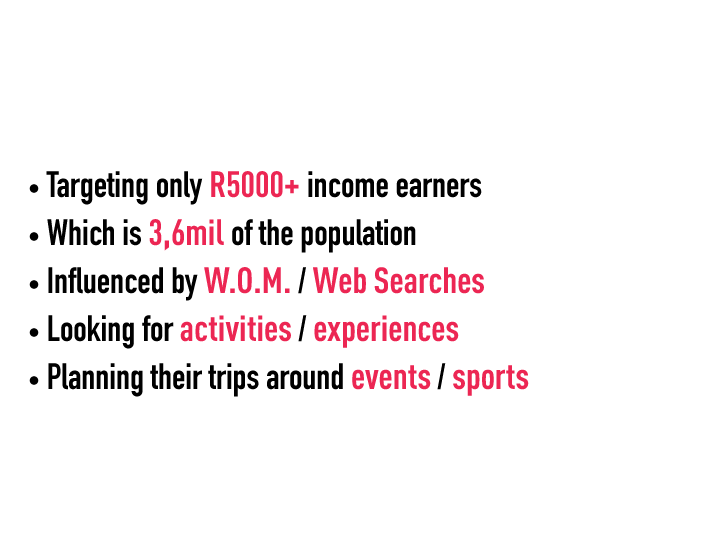 • Targeting only R5000+ income earners
• Which is 3,6mil of the population
• Influenced by W.O.M. / Web Searches
• Looking for activities / experiences
• Planning their trips around events / sports